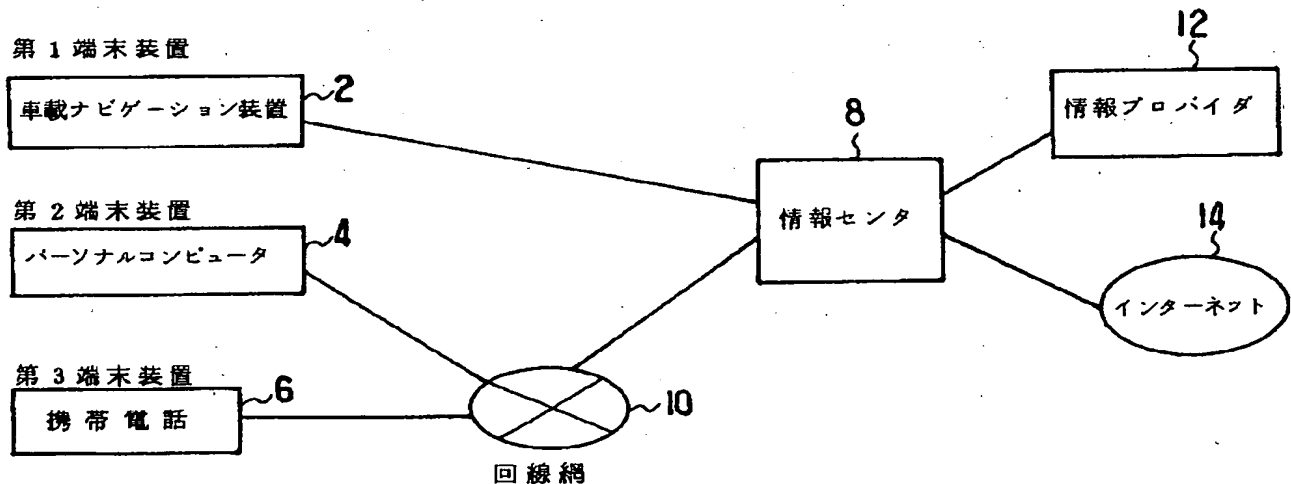 第1端末装置
車載ナビゲーション装置
2
第2端末装置
パーソナルコンピュータ
4
第3端末装置
携帯電話
6
回線網
10
情報センタ
8
情報プロバイダ
12
インターネット
14